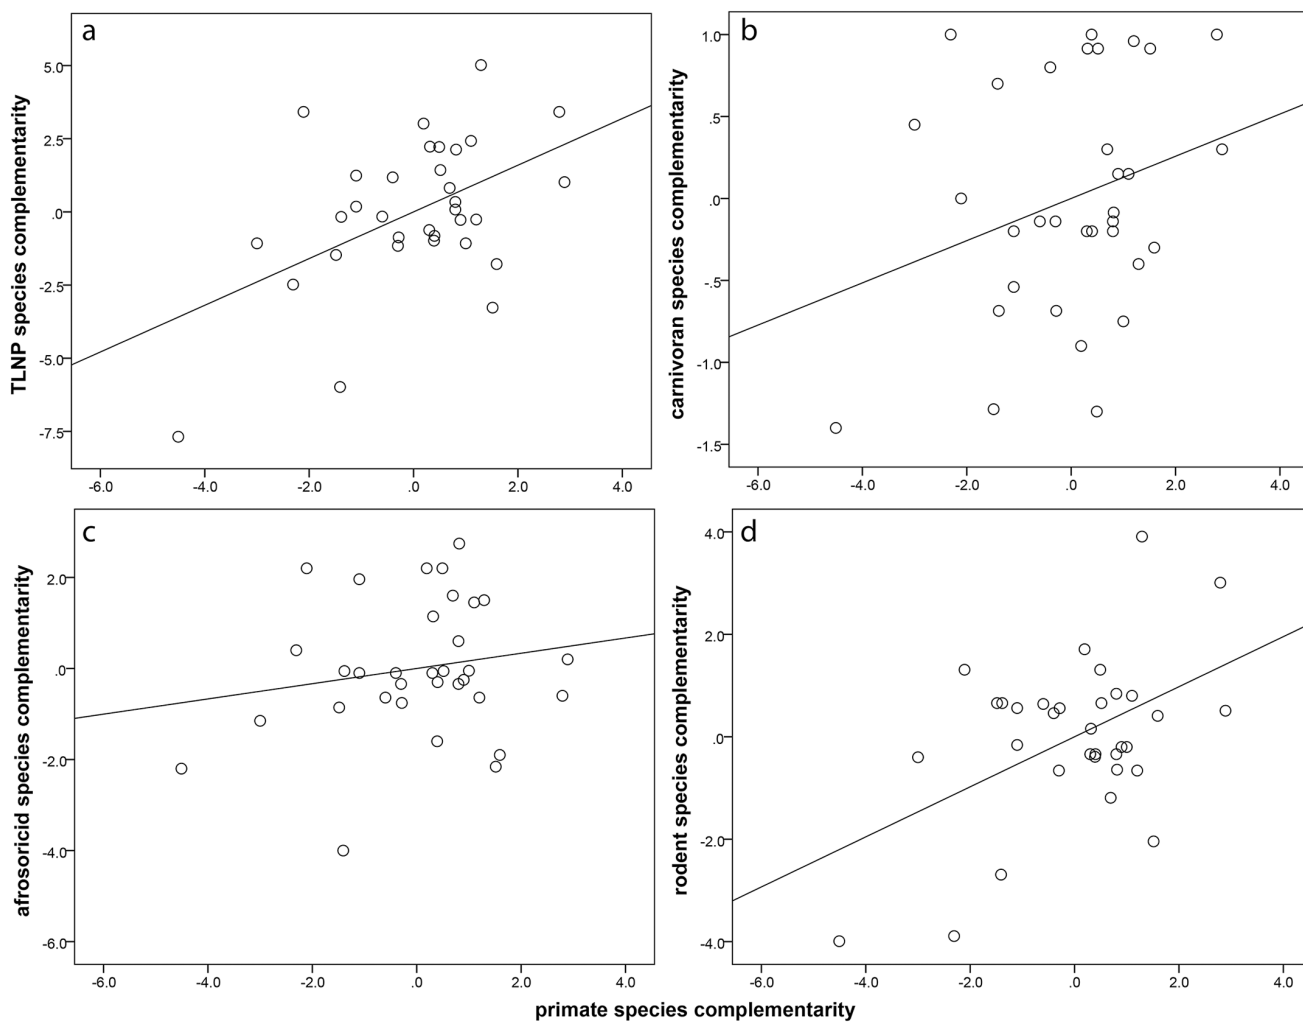 a
TLNP species complementarity
5.0
2.5
.0
-2.5
-5.0
-7.5
-6.0 -4.0 -2.0 .0 2.0 4.0
b
carnivoran species complementarity
1.0
.5
.0
-.5
-1.0
-1.5
-6.0 -4.0 -2.0 .0 2.0 4.0
c
afrosoricid species complementarity
2.0
.0
-2.0
-4.0
-6.0
-6.0 -4.0 -2.0 .0 2.0 4.0
d
rodent species complementarity
4.0
2.0
.0
-2.0
-4.0
-6.0 -4.0 -2.0 .0 2.0 4.0
primate species complementarity